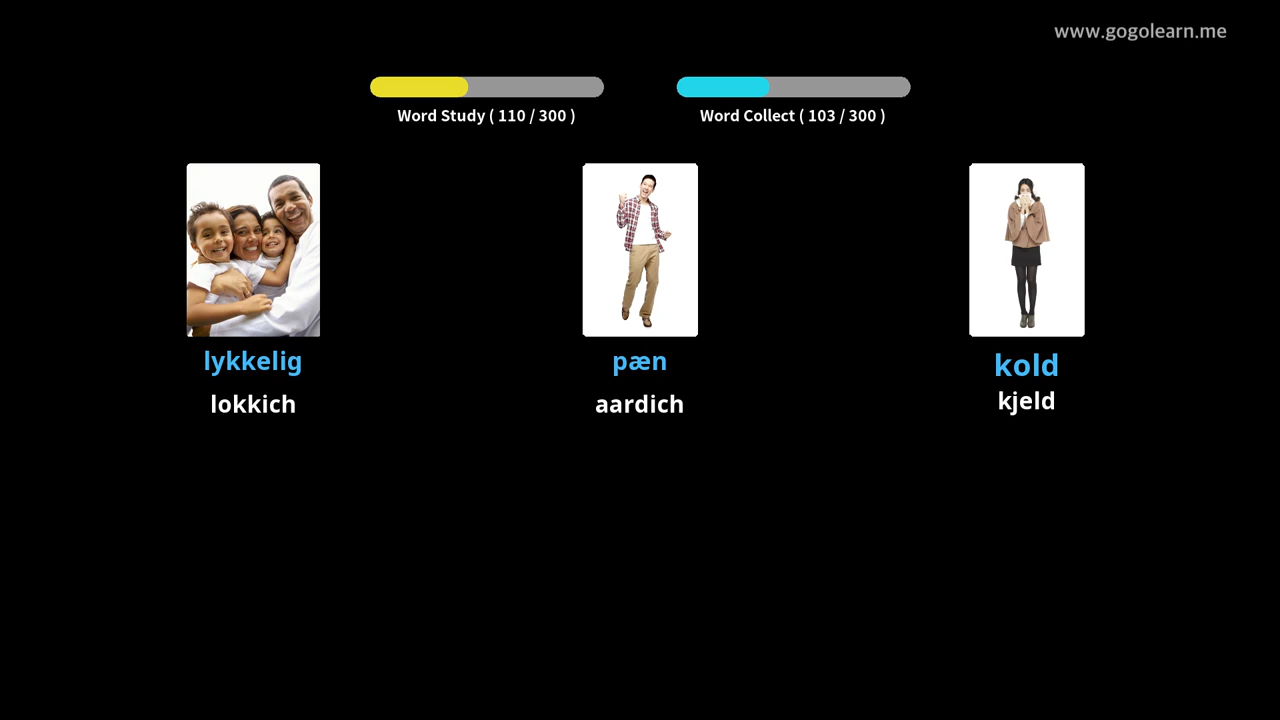 www.gogolearn.me
Word Study ( 110 / 300 )
Word Collect ( 103 / 300 )
lykkelig
lokkich
pæn
aardich
kold
kjeld